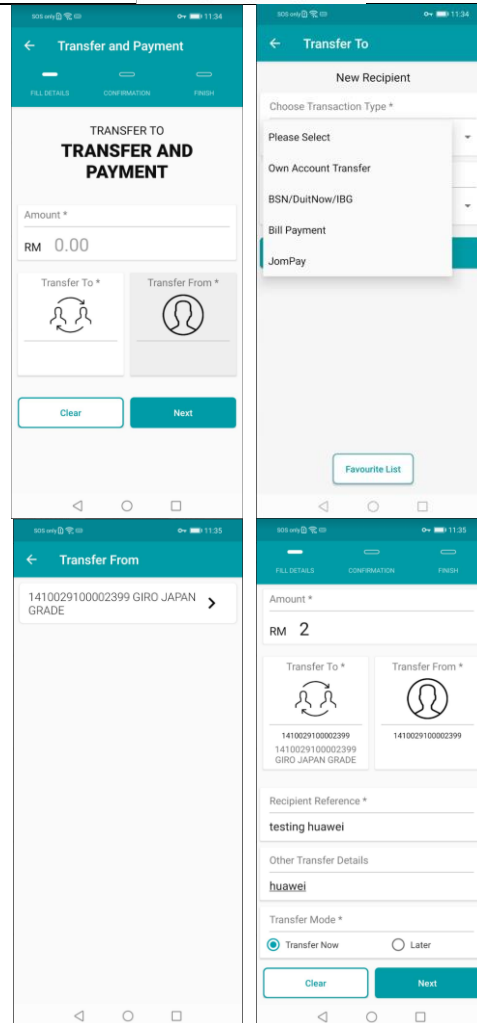 SOS only 11:34
Transfer and Payment
FILL DETAILS CONFIRMATION FINISH
TRANSFER TO
TRANSFER AND
PAYMENT
Amount *
RM 0.00
Transfer To * Transfer From *
Clear Next
SOS only 11:34
Transfer To
New Recipient
Choose Transaction Type *
Please Select
Own Account Transfer
BSN/DuitNow/IBG
Bill Payment
JomPay
Favourite List
SOS only 11:35
Transfer From
1410029100002399 GIRO JAPAN
GRADE
SOS only 11:35
FILL DETAILS CONFIRMATION FINISH
Amount *
RM 2
Transfer To * Transfer From *
1410029100002399 1410029100002399
1410029100002399
GIRO JAPAN GRADE
Recipient Reference *
testing huawei
Other Transfer Details
huawei
Transfer Mode *
Transfer Now Later
Clear Next